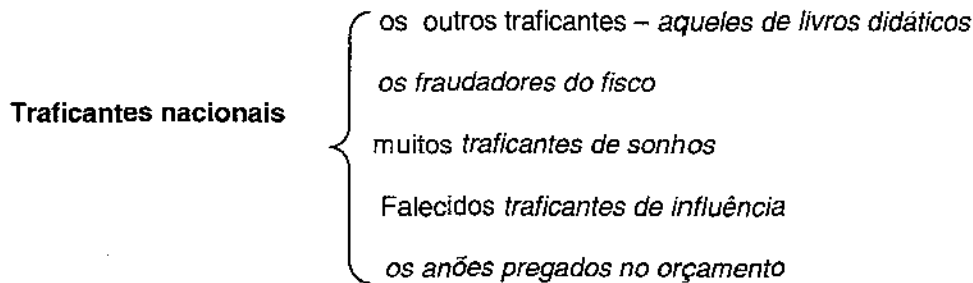 os outros traficantes – aqueles de livros didáticos
os fraudadores do fisco
Traficantes nacionais
muitos traficantes de sonhos
Falecidos traficantes de influência
os anões pregados no orçamento